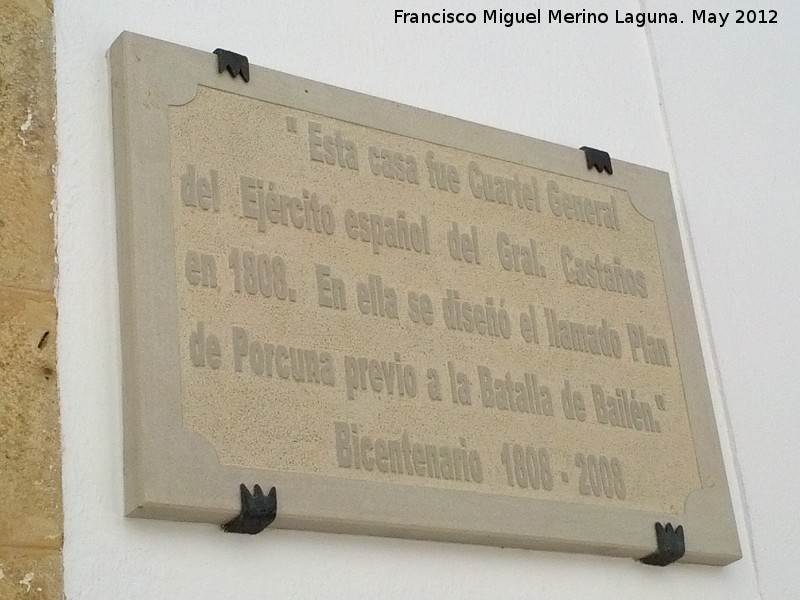 Francisco Miguel Merino Laguna. May 2012
" Esta casa fue Cuartel General
del Ejército español del Gral. Castaños
en 1808. En ella se diseñó el llamado Plan
de Porcuna previo a la Batalla de Bailén."
Bicentenario 1808 - 2008